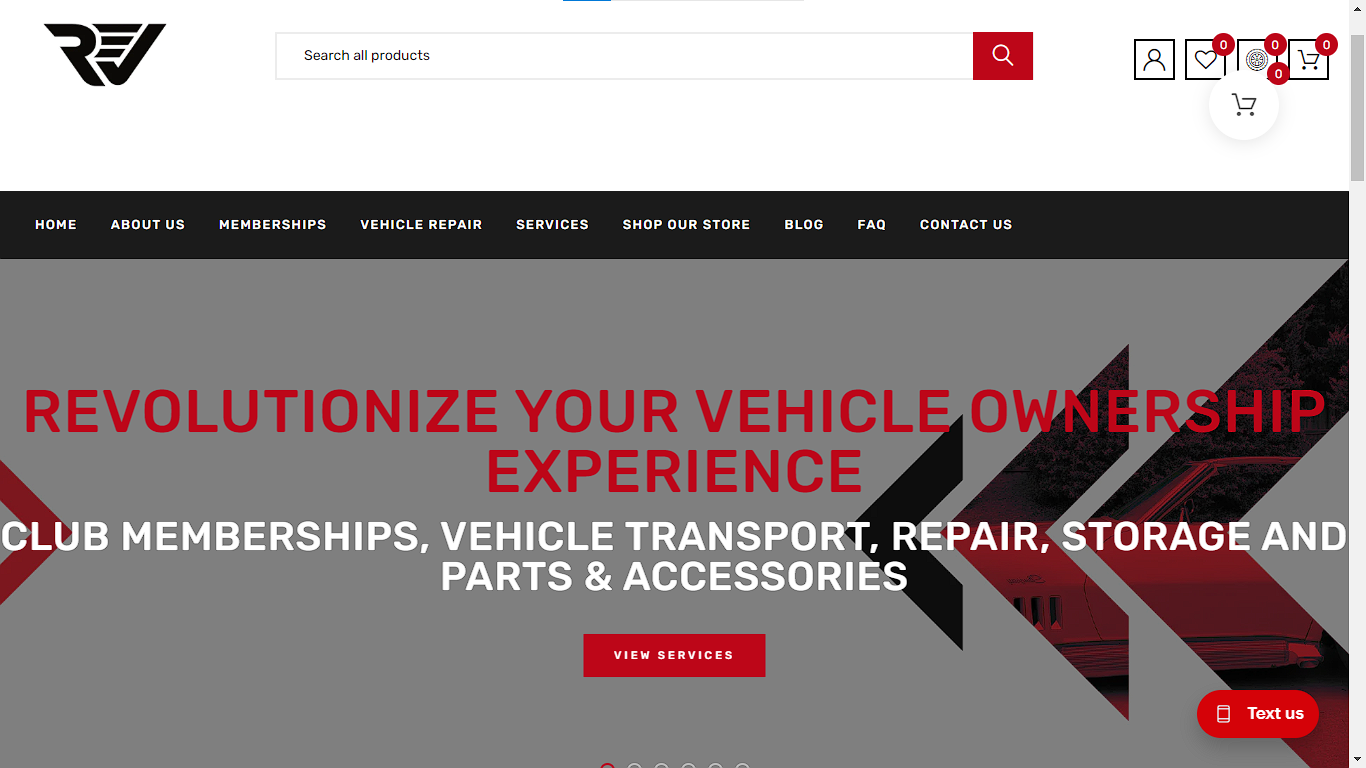 REV
Search all products
0
0
0
0
HOME
ABOUT US
MEMBERSHIPS
VEHICLE REPAIR
SERVICES
SHOP OUR STORE
BLOG
FAQ
CONTACT US
REVOLUTIONIZE YOUR VEHICLE OWNERSHIP
EXPERIENCE
CLUB MEMBERSHIPS, VEHICLE TRANSPORT, REPAIR, STORAGE AND
PARTS & ACCESSORIES
VIEW SERVICES
Text us